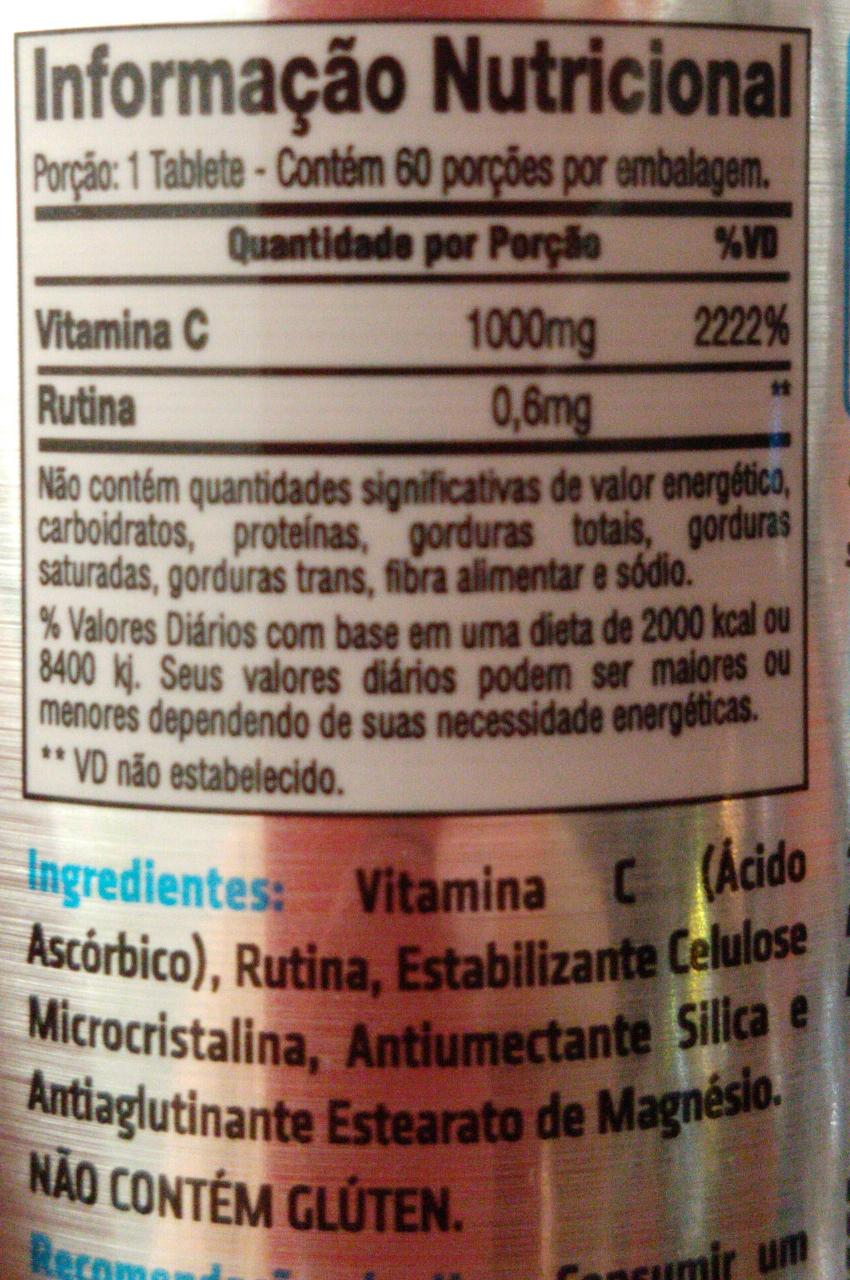 Informação Nutricional
Porção: 1 Tablete - Contém 60 porções por embalagem.
Quantidade por Porção %VD
Vitamina C 1000mg 2222%
Rutina 0,6mg **
Não contém quantidades significativas de valor energético,
carboidratos, proteínas, gorduras totais, gorduras
saturadas, gorduras trans, fibra alimentar e sódio.
% Valores Diários com base em uma dieta de 2000 kcal ou
8400 kj. Seus valores diários podem ser maiores ou
menores dependendo de suas necessidade energéticas.
** VD não estabelecido.
Ingredientes: Vitamina C (Ácido
Ascórbico), Rutina, Estabilizante Celulose
Microcristalina, Antiumectante Silica e
Antiaglutinante Estearato de Magnésio.
NÃO CONTÉM GLÚTEN.
Consumir um